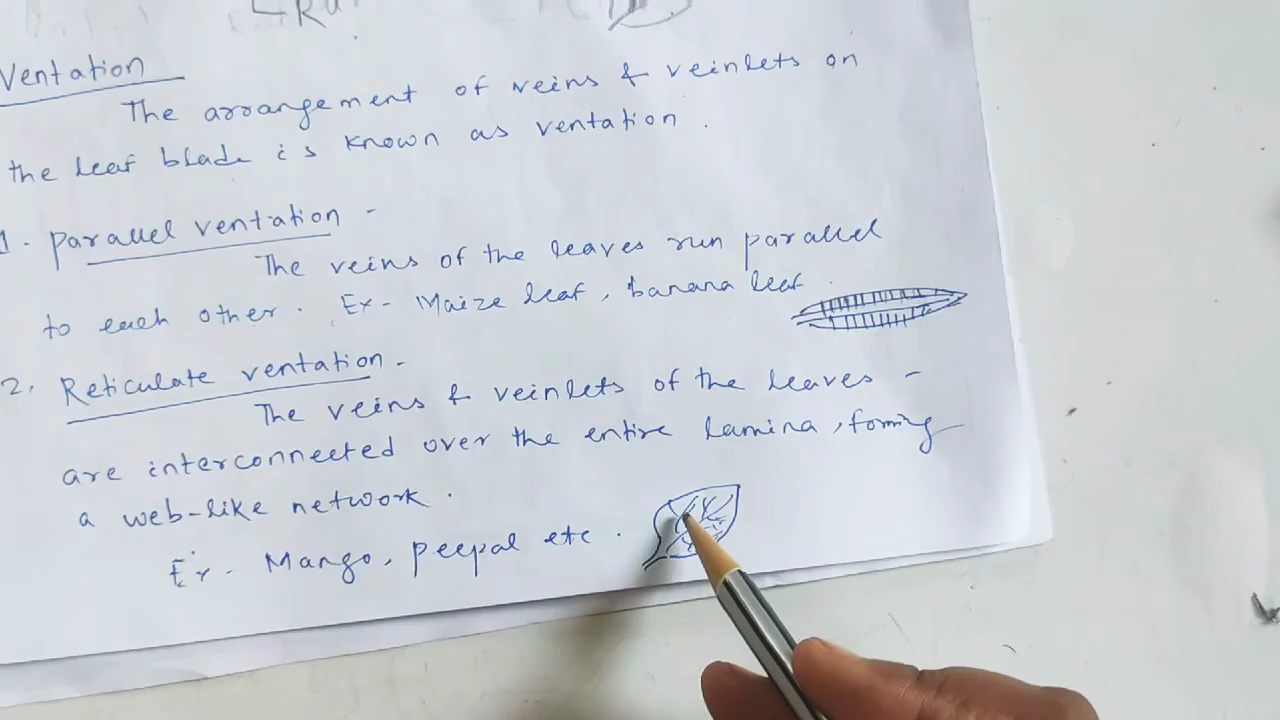 Ventation
The arrangement of veins & veinlets on
the leaf blade is known as ventation.
1. Parallel ventation -
The veins of the leaves run parallel
to each other. Ex- Maize leaf, banana leaf.
2. Reticulate ventation -
The veins & veinlets of the leaves -
are interconnected over the entire lamina, foming
a web-like network.
Ex. Mango, peepal etc.